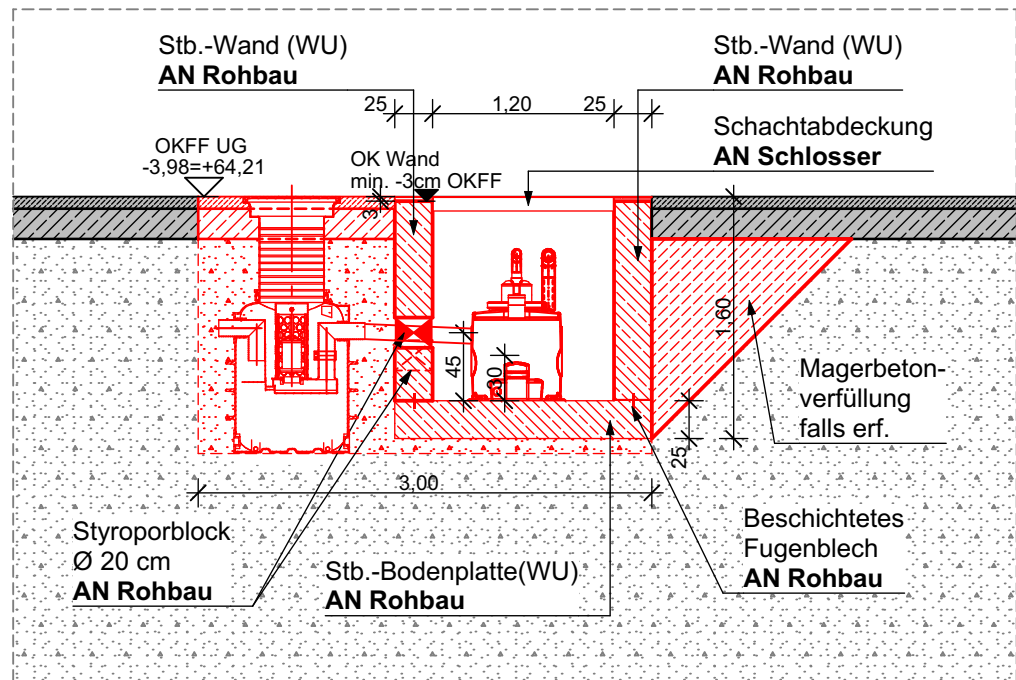 Stb.-Wand (WU)
AN Rohbau
Stb.-Wand (WU)
AN Rohbau
25
1,20
25
Schachtabdeckung
AN Schlosser
OKFF UG
-3,98=+64,21
OK Wand
min. -3cm OKFF
3
1,60
45
30
Magerbeton-
verfüllung
falls erf.
25
3,00
Styroporblock
Ø 20 cm
AN Rohbau
Stb.-Bodenplatte(WU)
AN Rohbau
Beschichtetes
Fugenblech
AN Rohbau